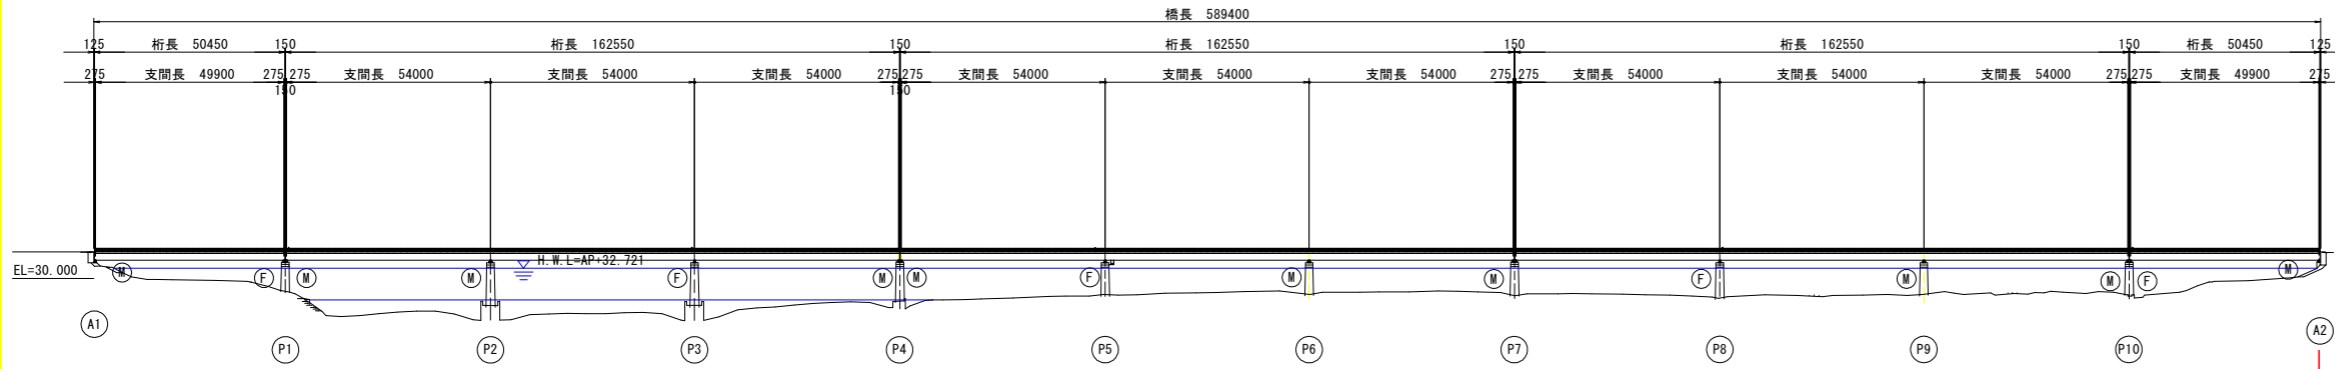 橋長 589400
125 桁長 50450 150 桁長 162550 150 桁長 162550 150 桁長 162550 150 桁長 50450 125
275 支間長 49900 275 275 支間長 54000 支間長 54000 支間長 54000 275 275 支間長 54000 支間長 54000 支間長 54000 275 275 支間長 54000 支間長 54000 支間長 54000 275 275 支間長 49900 275
150 150
H.W.L=AP+32.721
EL=30.000
M F M M F M M F M M F M M F M
A1 P1 P2 P3 P4 P5 P6 P7 P8 P9 P10 A2